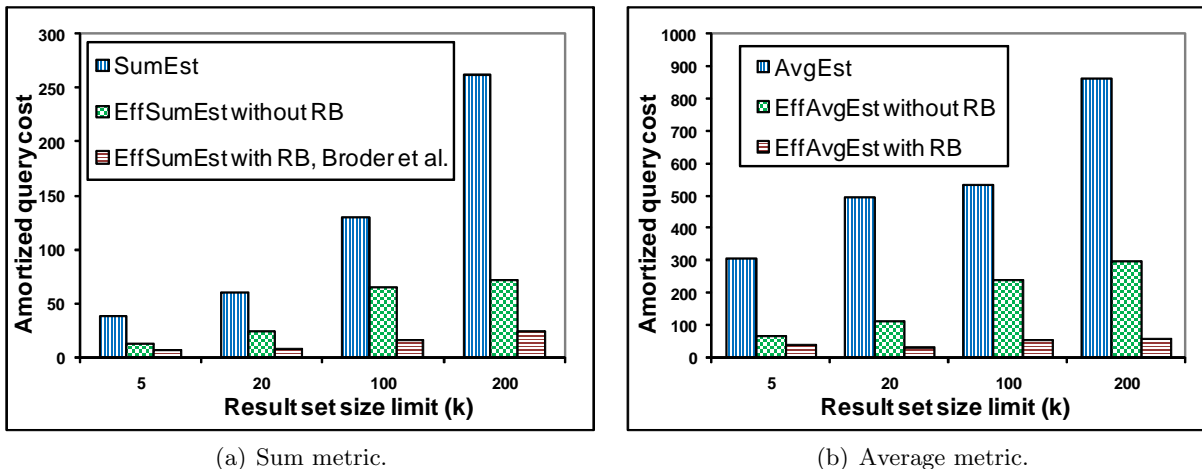 300
250
200
150
100
50
0
Amortized query cost
SumEst
EffSumEst without RB
EffSumEst with RB, Broder et al.
5 20 100 200
Result set size limit (k)
(a) Sum metric.
1000
900
800
700
600
500
400
300
200
100
0
Amortized query cost
AvgEst
EffAvgEst without RB
EffAvgEst with RB
5 20 100 200
Result set size limit (k)
(b) Average metric.